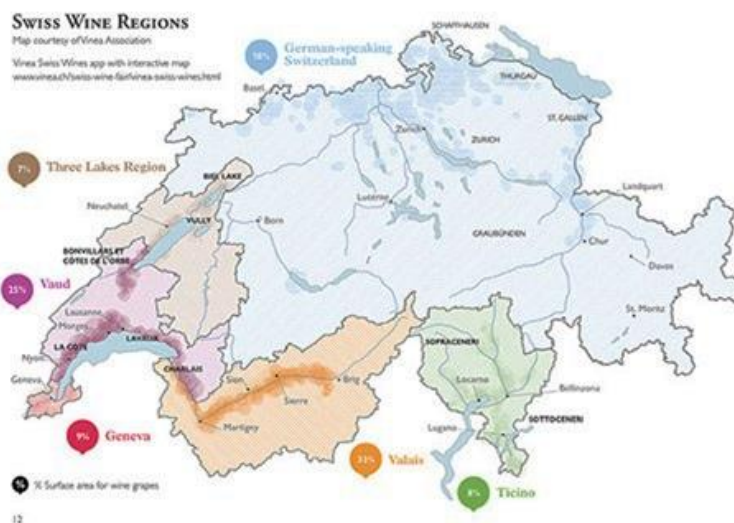 SWISS WINE REGIONS
Map courtesy of Vinea Association
Vinea Swiss Wines app with interactive map
www.vinea.ch/swiss-wine-fair/vinea-swiss-wines.html
German-speaking
Switzerland
SCHAFFHAUSEN
THURGAU
Basel
ST. GALLEN
Zurich
ZURICH
7%
Three Lakes Region
BIEL LAKE
Neuchatel
VULLY
Bern
Lucerne
Landquart
GRAUBÜNDEN
Chur
Davos
BONVILLARS ET
CÔTES DE L'ORBE
25%
Vaud
Lausanne
Morges
LA COTE
LAVAUX
Nyon
CHABLAIS
Geneva
St. Moritz
SOPRACENERI
Sion
Sierre
Brig
Martigny
Locarno
Bellinzona
SOTTOCENERI
Lugano
9%
Geneva
33%
Valais
8%
Ticino
%
% Surface area for wine grapes
12